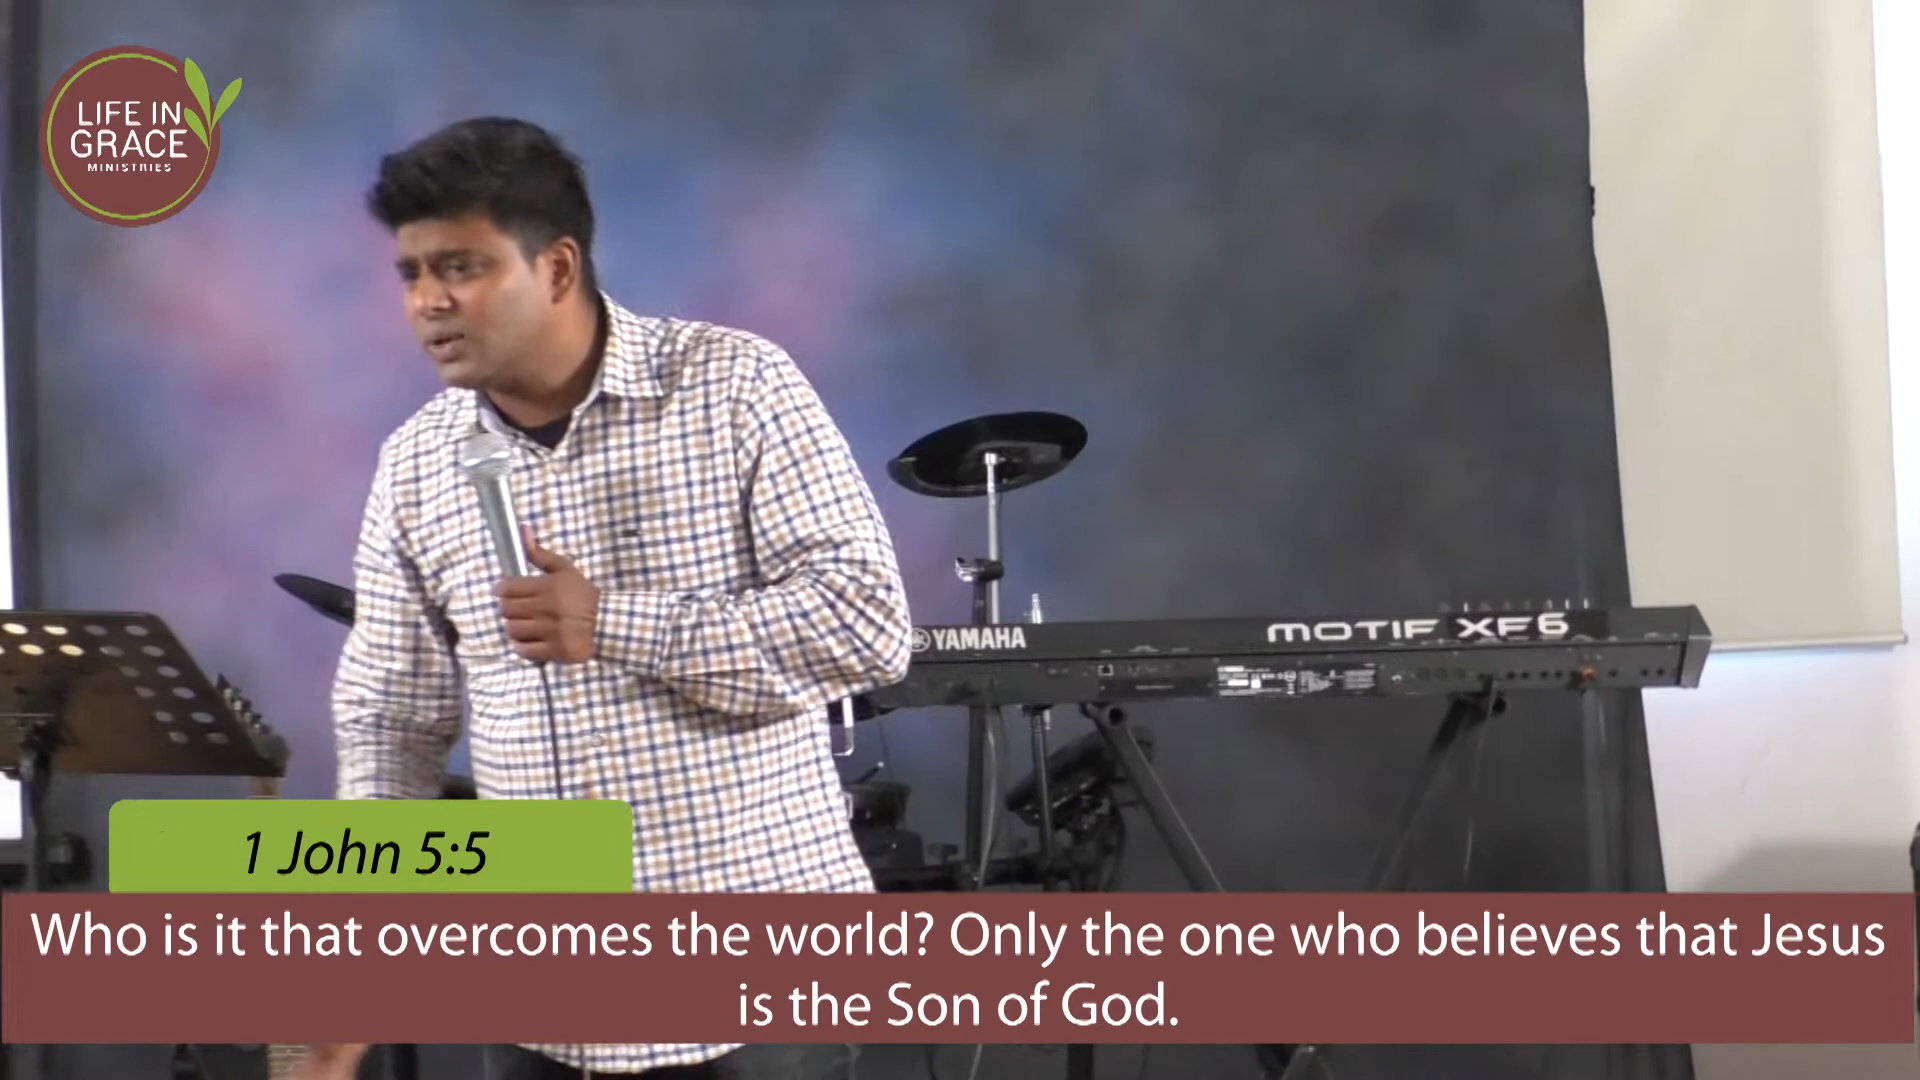 LIFE IN
GRACE
MINISTRIES
YAMAHA
MOTIF XF6
1 John 5:5
Who is it that overcomes the world? Only the one who believes that Jesus
is the Son of God.